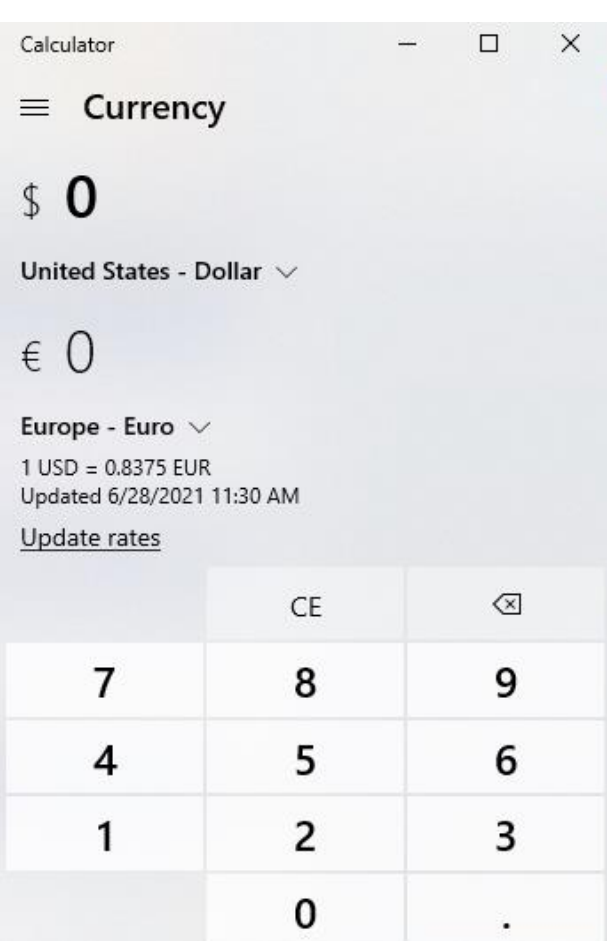 Calculator
Currency
$ 0
United States - Dollar
€ 0
Europe - Euro
1 USD = 0.8375 EUR
Updated 6/28/2021 11:30 AM
Update rates
CE
7 8 9
4 5 6
1 2 3
0 .